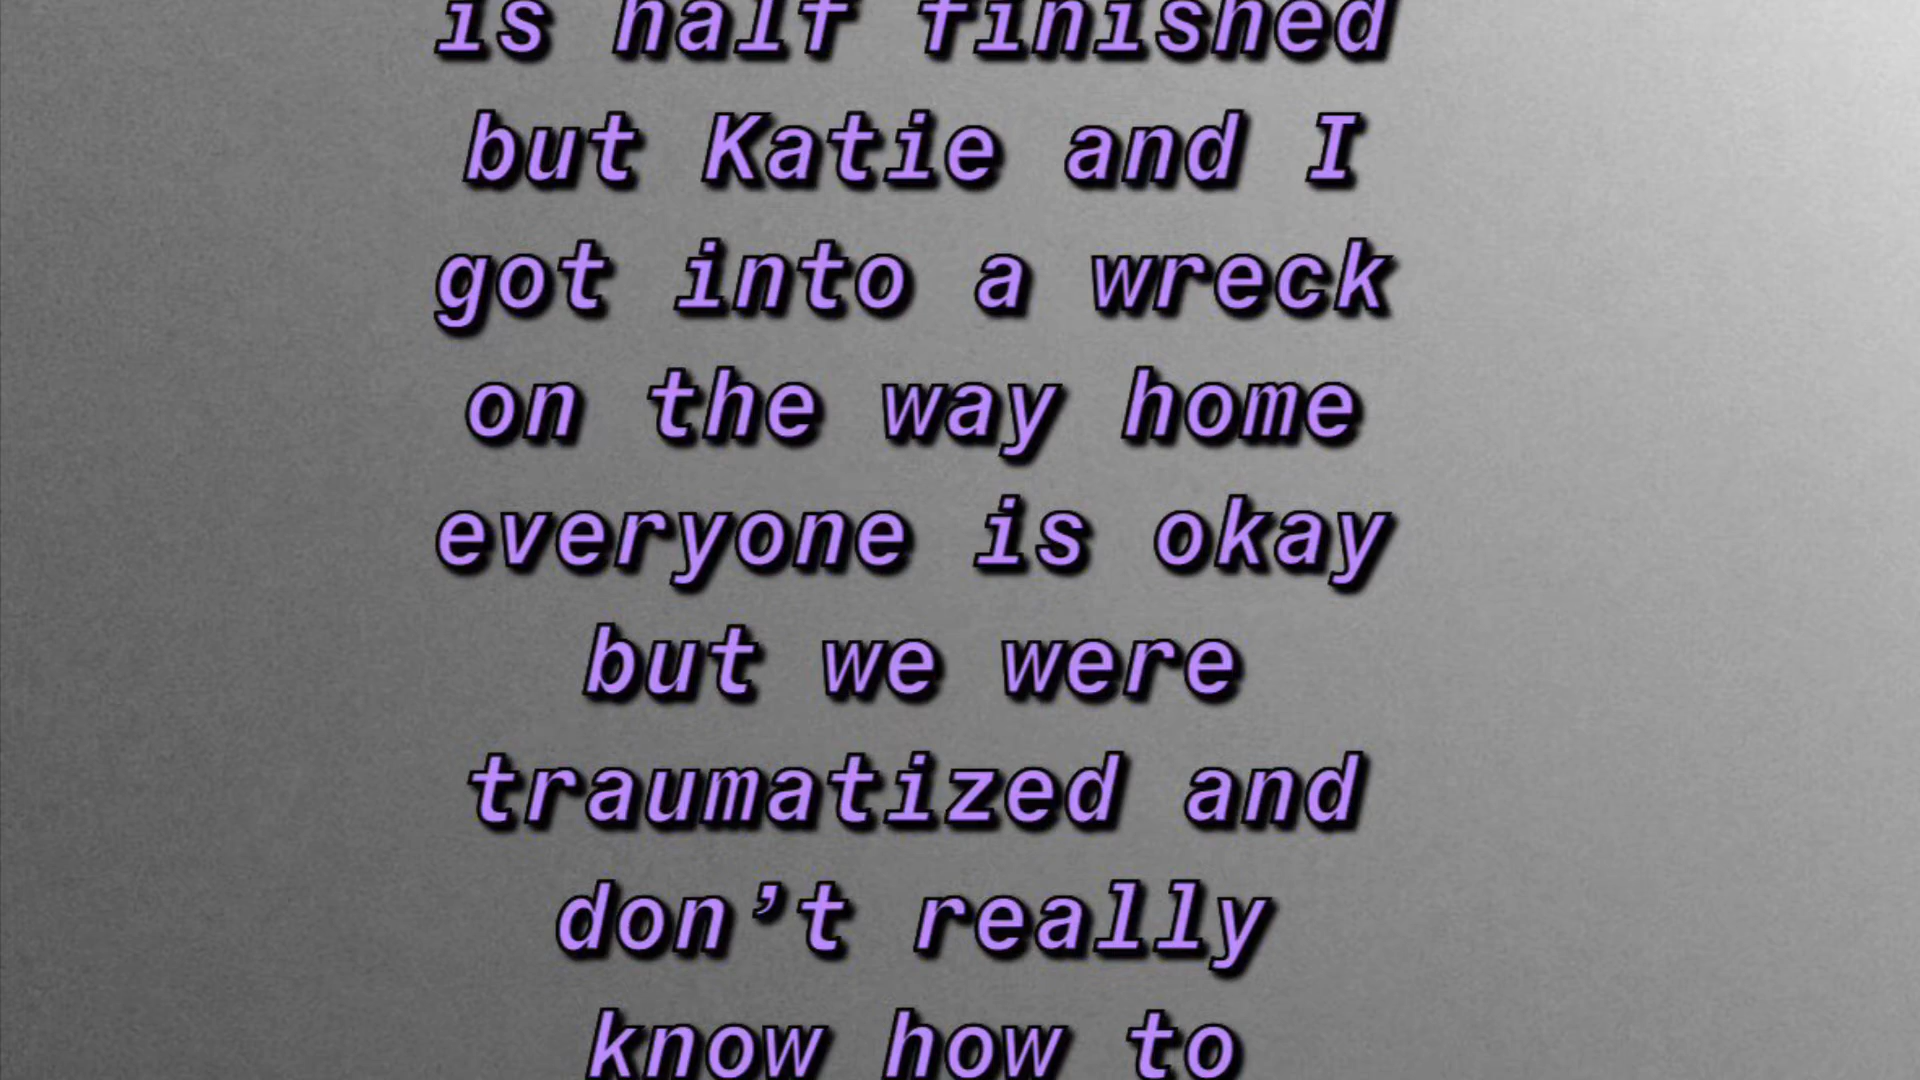 is half finished
but Katie and I
got into a wreck
on the way home
everyone is okay
but we were
traumatized and
don’t really
know how to